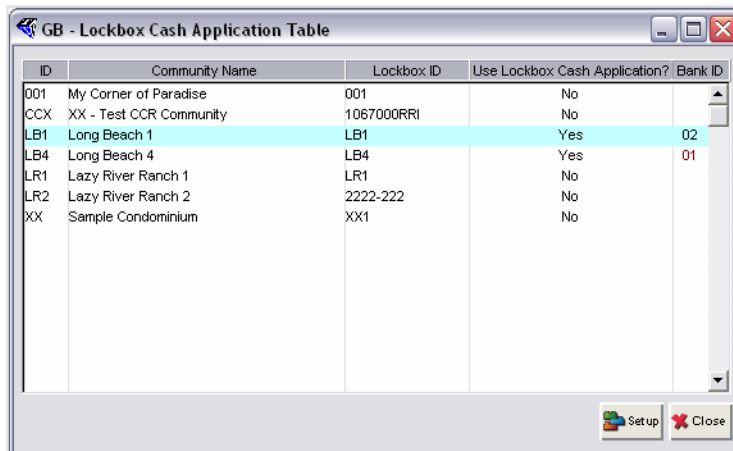 GB - Lockbox Cash Application Table
ID Community Name Lockbox ID Use Lockbox Cash Application? Bank ID
001 My Corner of Paradise 001 No
CCX XX - Test CCR Community 1067000RRI No
LB1 Long Beach 1 LB1 Yes 02
LB4 Long Beach 4 LB4 Yes 01
LR1 Lazy River Ranch 1 LR1 No
LR2 Lazy River Ranch 2 2222-222 No
XX Sample Condominium XX1 No
Setup Close